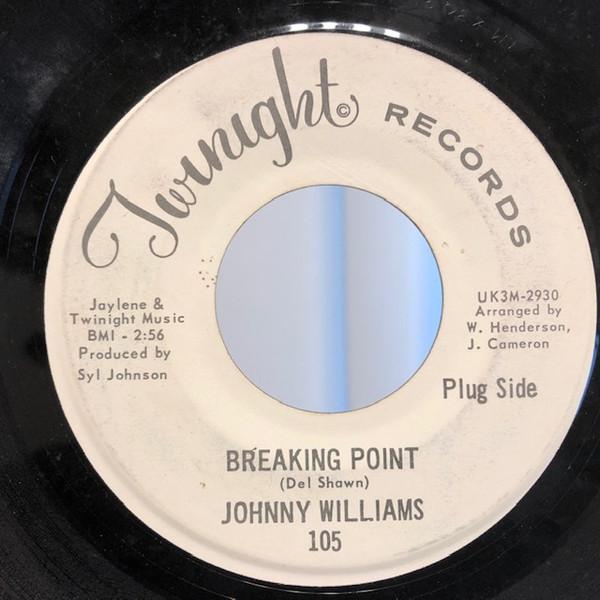 Twinight©
RECORDS
Jaylene &
Twinight Music
BMI - 2:56
Produced by
Syl Johnson
UK3M-2930
Arranged by
W. Henderson,
J. Cameron
Plug Side
BREAKING POINT
(Del Shawn)
JOHNNY WILLIAMS
105